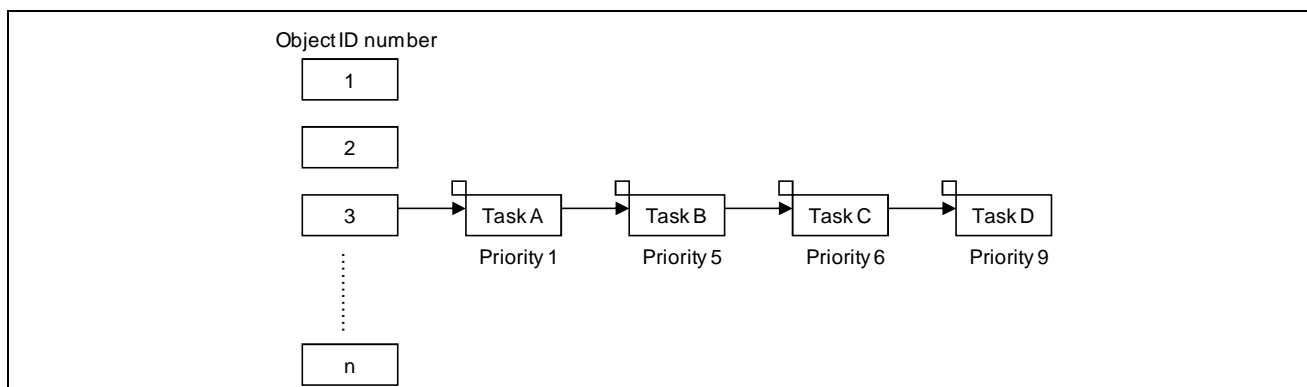 Object ID number
1
2
3 Task A Task B Task C Task D
Priority 1 Priority 5 Priority 6 Priority 9
n